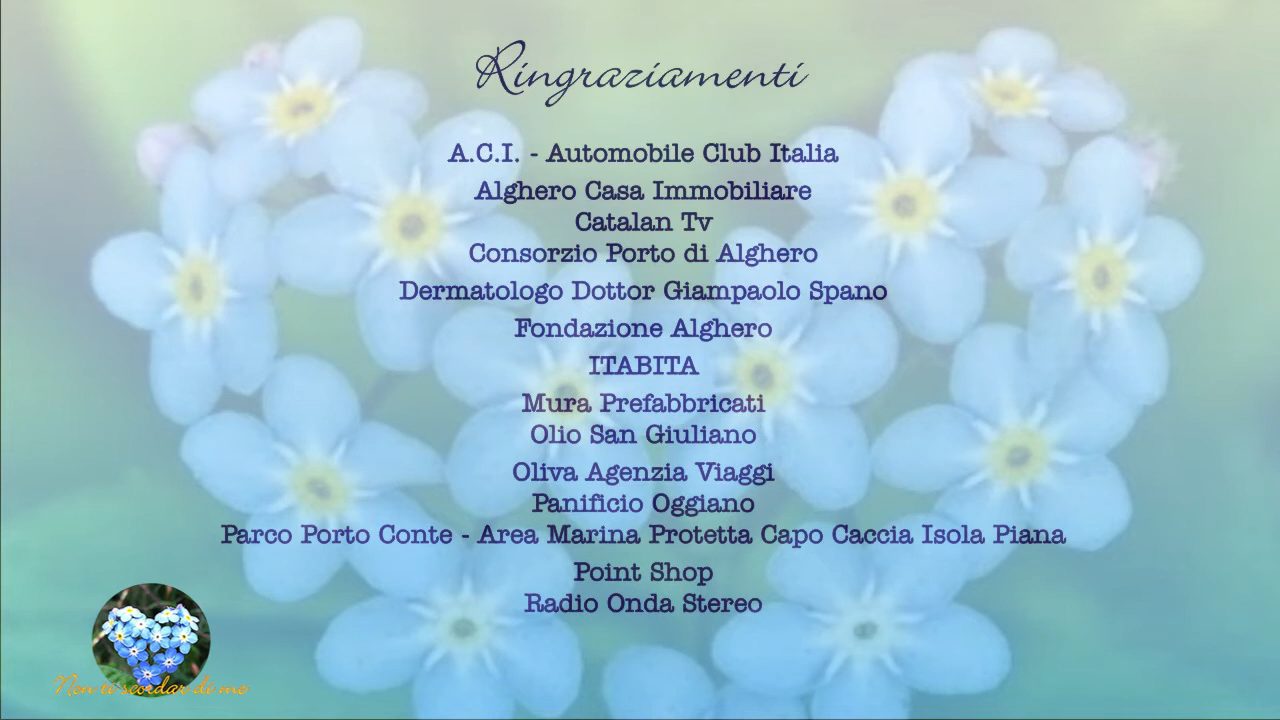 Ringraziamenti
A.C.I. - Automobile Club Italia
Alghero Casa Immobiliare
Catalan Tv
Consorzio Porto di Alghero
Dermatologo Dottor Giampaolo Spano
Fondazione Alghero
ITABITA
Mura Prefabbricati
Olio San Giuliano
Oliva Agenzia Viaggi
Panificio Oggiano
Parco Porto Conte - Area Marina Protetta Capo Caccia Isola Piana
Point Shop
Radio Onda Stereo
Non ti scordar di me